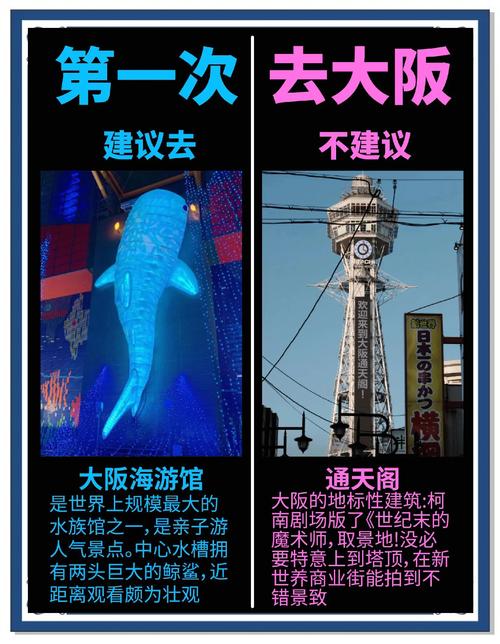 第一次 去大阪
建议去
不建议
欢迎来到大阪通天阁！
新世界
日本一の串かつ
横
大阪海游馆
是世界上规模最大的
水族馆之一，是亲子游
人气景点。中心水槽拥
有两头巨大的鲸鲨，近
距离观看颇为壮观
通天阁
大阪的地标性建筑:柯
南剧场版了《世纪末的
魔术师，取景地!没必
要特意上到塔顶，在新
世界商业街能拍到不
错景致